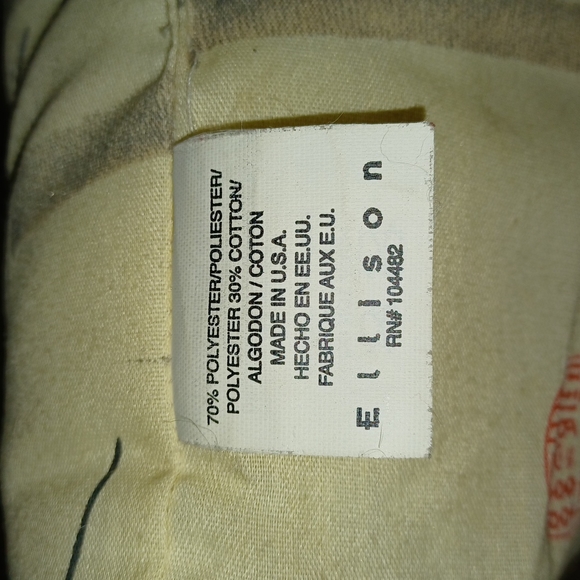 70% POLYESTER/POLIESTER/
POLYESTER 30% COTTON/
ALGODON / COTON
MADE IN U.S.A.
HECHO EN EE.UU.
FABRIQUE AUX E.U.
Ellison
RN# 104482